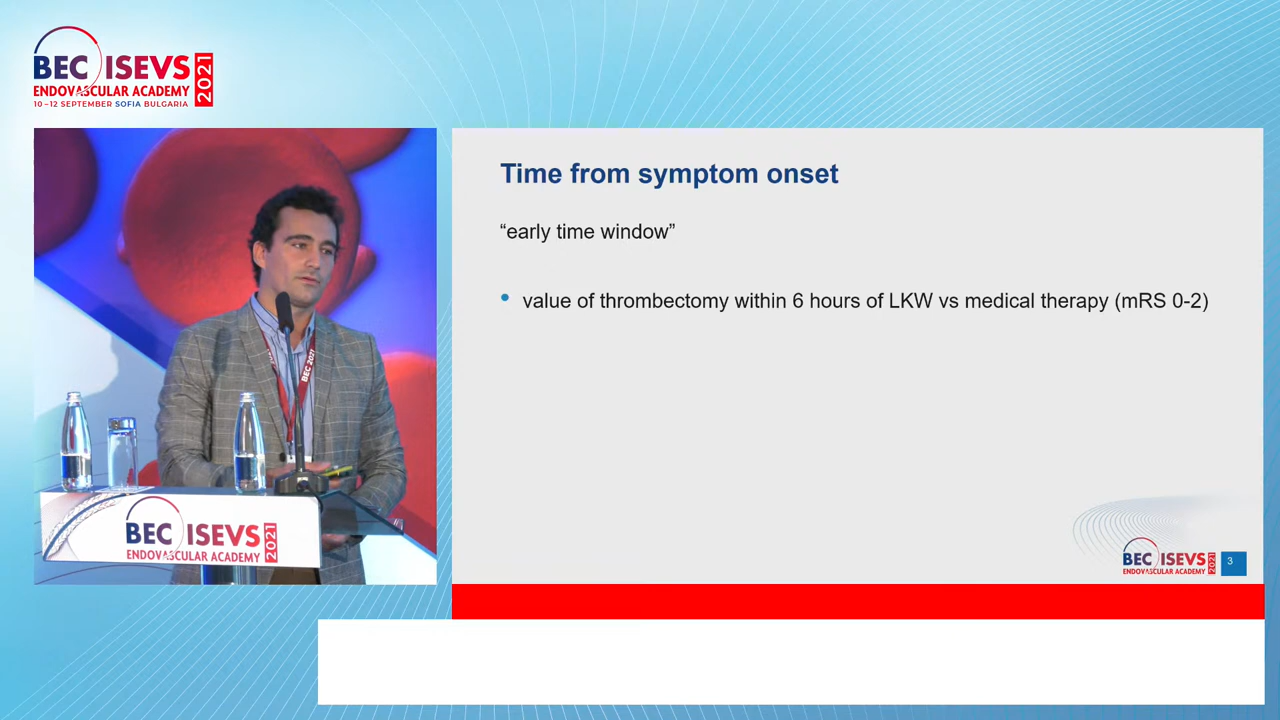 BEC ISEVS
ENDOVASCULAR ACADEMY
2021
10–12 SEPTEMBER SOFIA BULGARIA
Time from symptom onset
“early time window”
• value of thrombectomy within 6 hours of LKW vs medical therapy (mRS 0-2)
BEC 2021
BEC ISEVS
ENDOVASCULAR ACADEMY
2021
BEC ISEVS
ENDOVASCULAR ACADEMY
2021
3